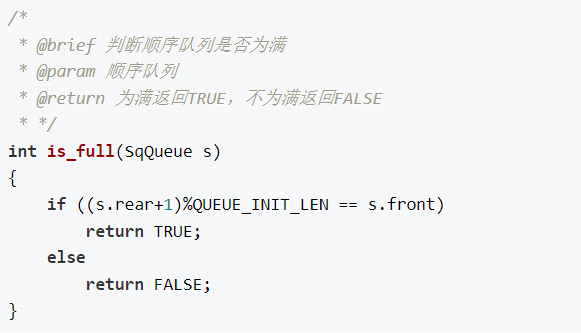 /*
 * @brief 判断顺序队列是否为满
 * @param 顺序队列
 * @return 为满返回TRUE，不为满返回FALSE
 * */
int is_full(SqQueue s)
{
    if ((s.rear+1)%QUEUE_INIT_LEN == s.front)
        return TRUE;
    else
        return FALSE;
}